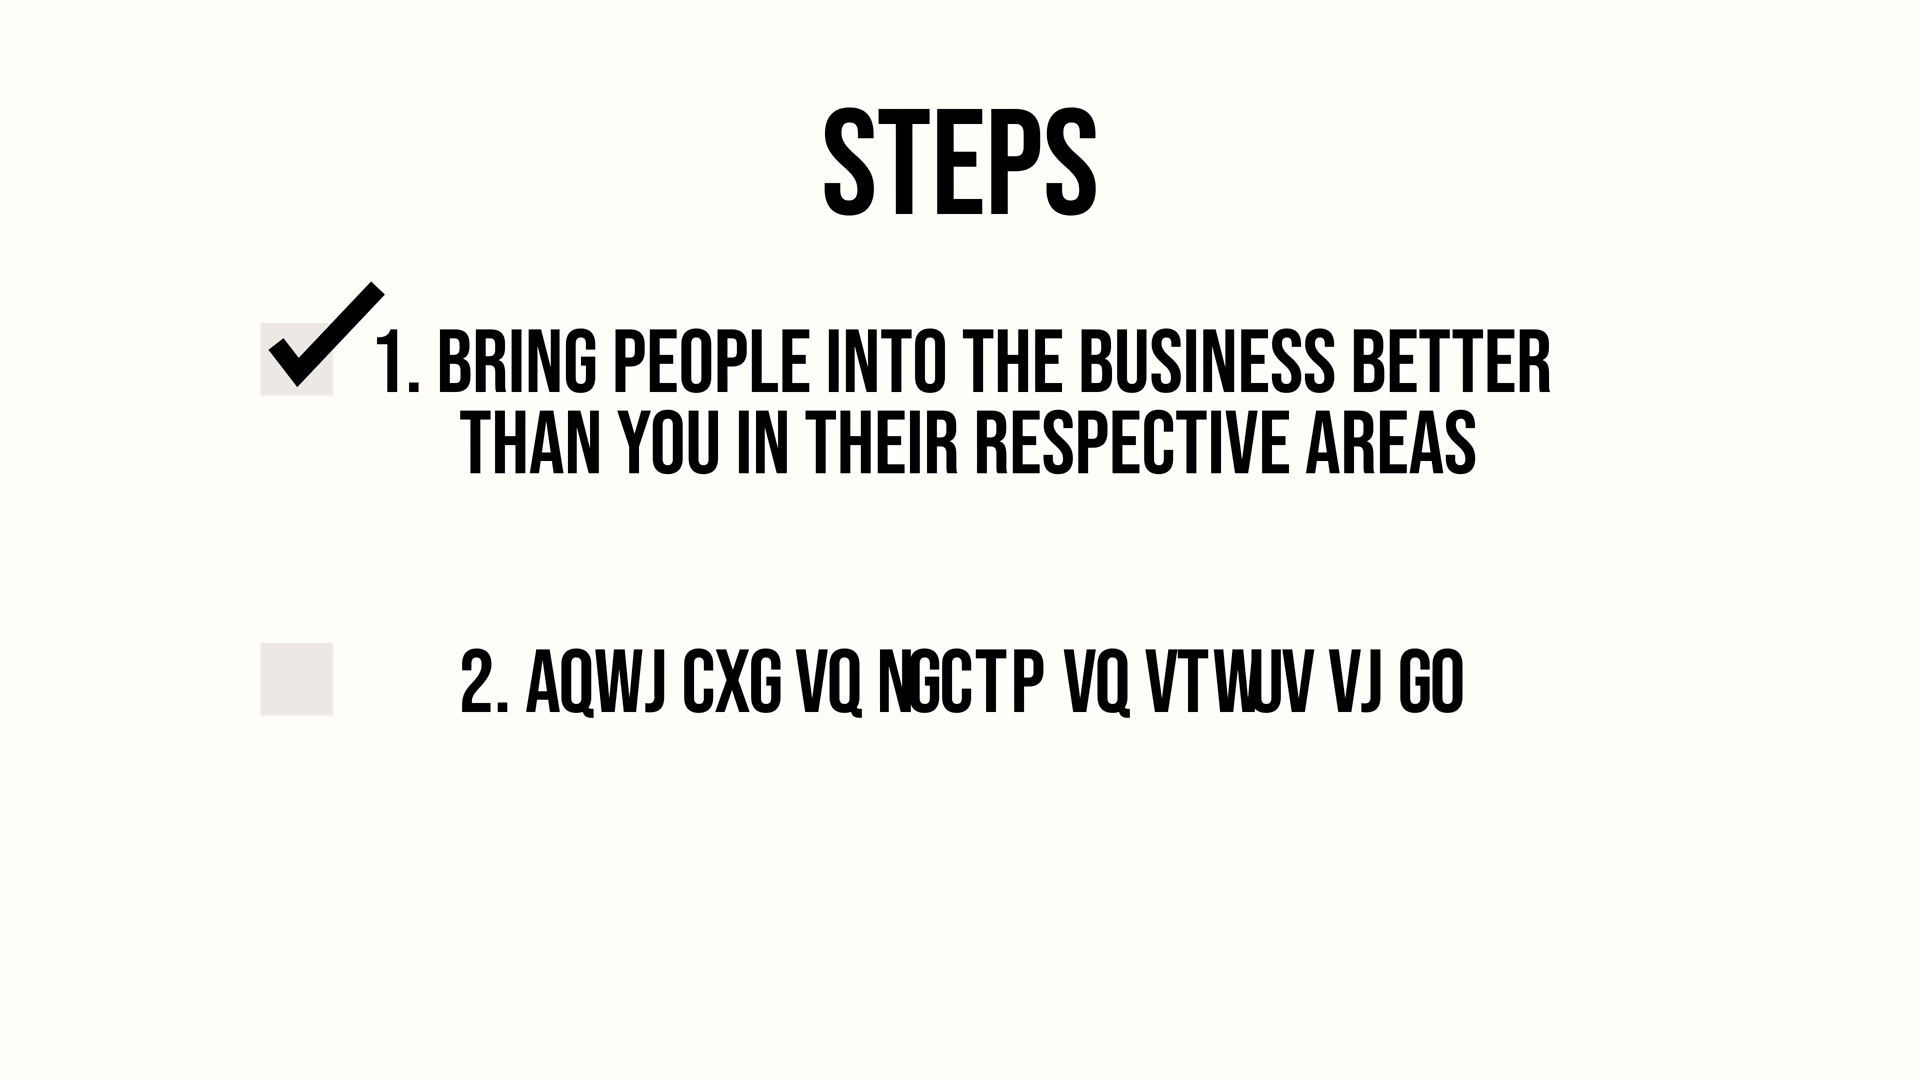 STEPS
1. BRING PEOPLE INTO THE BUSINESS BETTER
THAN YOU IN THEIR RESPECTIVE AREAS
2. AQWJ CXG VQ NGCTP VQ VTWUV VJ GO